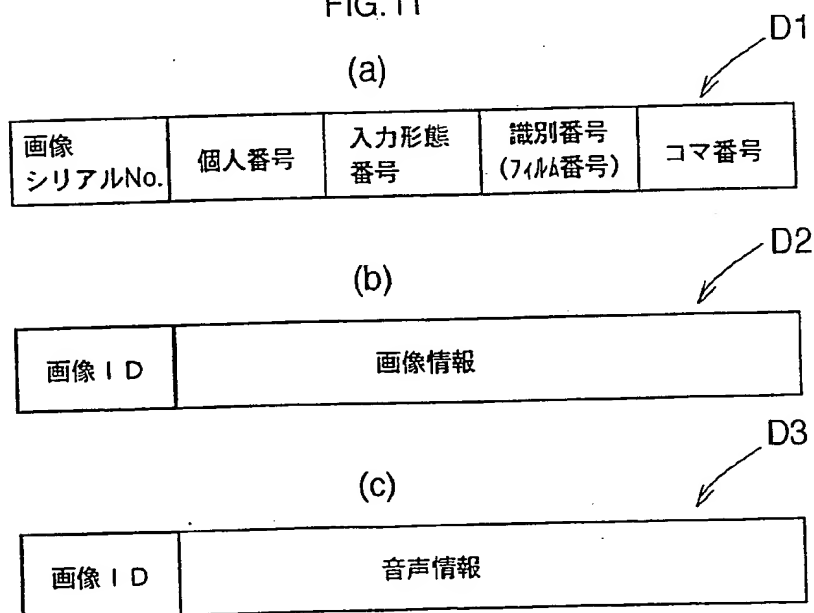 FIG.11
(a)
D1
画像
シリアルNo.
個人番号
入力形態
番号
識別番号
(フィルム番号)
コマ番号
(b)
D2
画像ID
画像情報
(c)
D3
画像ID
音声情報